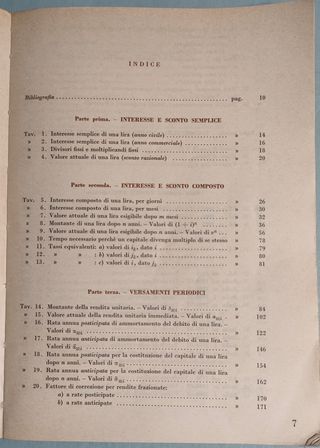 INDICE
Bibliografia pag. 10
Parte prima. – INTERESSE E SCONTO SEMPLICE
TAV. 1. Interesse semplice di una lira (anno civile) » 14
» 2. Interesse semplice di una lira (anno commerciale) » 16
» 3. Divisori fissi e moltiplicandi fissi » 18
» 4. Valore attuale di una lira (sconto razionale) » 20
Parte seconda. – INTERESSE E SCONTO COMPOSTO
TAV. 5. Interesse composto di una lira, per giorni » 26
» 6. Interesse composto di una lira, per mesi » 30
» 7. Valore attuale di una lira esigibile dopo m mesi » 32
» 8. Montante di una lira dopo n anni. – Valori di (1 + i)ⁿ » 36
» 9. Valore attuale di una lira esigibile dopo n anni. – Valori di vⁿ » 56
» 10. Tempo necessario perchè un capitale divenga multiplo di se stesso » 78
» 11. Tassi equivalenti: a) valori di i, dato i » 79
» 12. » » : b) valori di j, dato i » 80
» 13. » » : c) valori di i, dato j » 81
Parte terza. – VERSAMENTI PERIODICI
TAV. 14. Montante della rendita unitaria. – Valori di » 84
» 15. Valore attuale della rendita unitaria immediata. – Valori di » 102
» 16. Rata annua posticipata di ammortamento del debito di una lira. –
Valori di » 122
» 17. Rata annua anticipata di ammortamento del debito di una lira. –
Valori di » 146
» 18. Rata annua posticipata per la costituzione del capitale di una lira
dopo n anni. – Valori di » 154
» 19. Rata annua anticipata per la costituzione del capitale di una lira
dopo n anni. – Valori di » 162
» 20. Fattore di correzione per rendite frazionate:
a) a rate posticipate » 170
b) a rate anticipate » 171
7